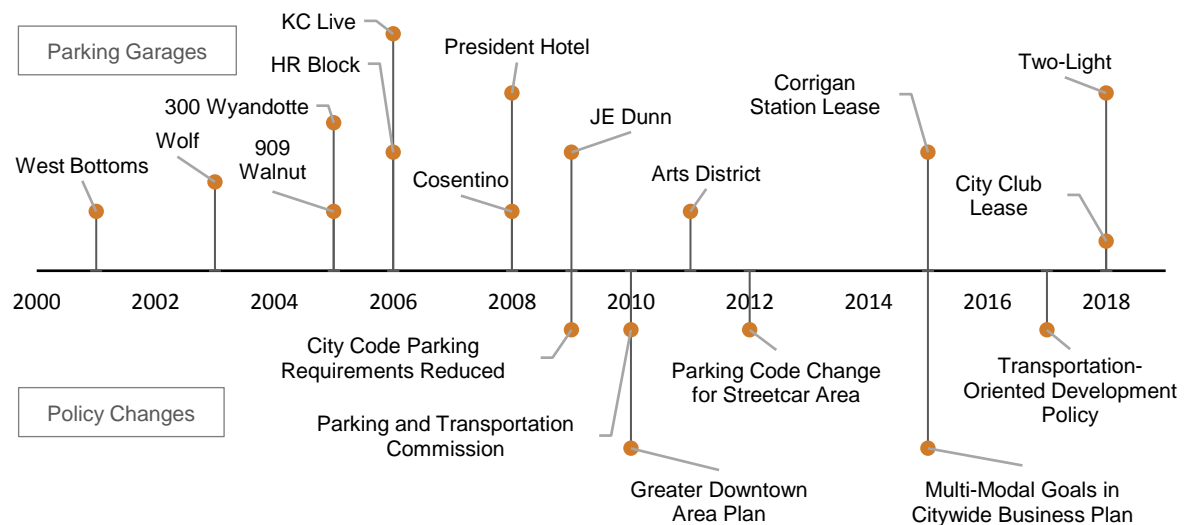 KC Live
Parking Garages
President Hotel
HR Block
Two-Light
Corrigan
Station Lease
300 Wyandotte
JE Dunn
Wolf
909
Walnut
West Bottoms
Cosentino
Arts District
City Club
Lease
2000
2002
2004
2006
2008
2010
2012
2014
2016
2018
City Code Parking
Requirements Reduced
Parking Code Change
for Streetcar Area
Transportation-
Oriented Development
Policy
Policy Changes
Parking and Transportation
Commission
Greater Downtown
Area Plan
Multi-Modal Goals in
Citywide Business Plan